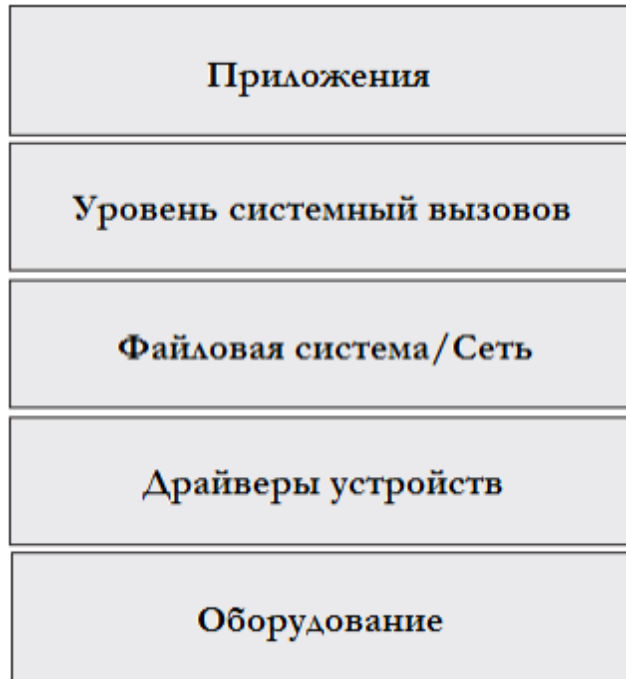 Приложения
Уровень системный вызовов
Файловая система/Сеть
Драйверы устройств
Оборудование